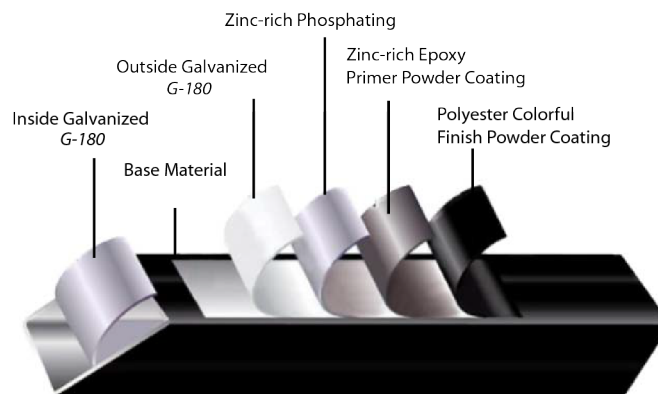 Zinc-rich Phosphating
Outside Galvanized
G-180
Zinc-rich Epoxy
Primer Powder Coating
Inside Galvanized
G-180
Base Material
Polyester Colorful
Finish Powder Coating